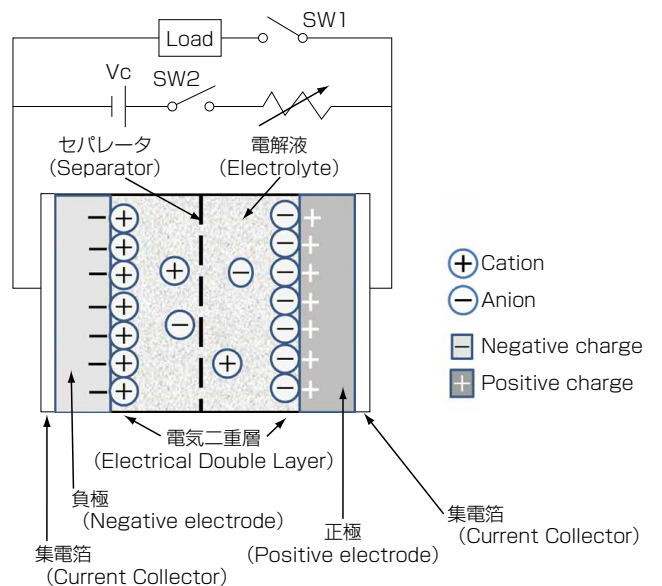 SW1
Load
Vc
SW2
セパレータ
(Separator)
電解液
(Electrolyte)
Cation
Anion
Negative charge
Positive charge
電気二重層
(Electrical Double Layer)
負極
(Negative electrode)
正極
(Positive electrode)
集電箔
(Current Collector)
集電箔
(Current Collector)